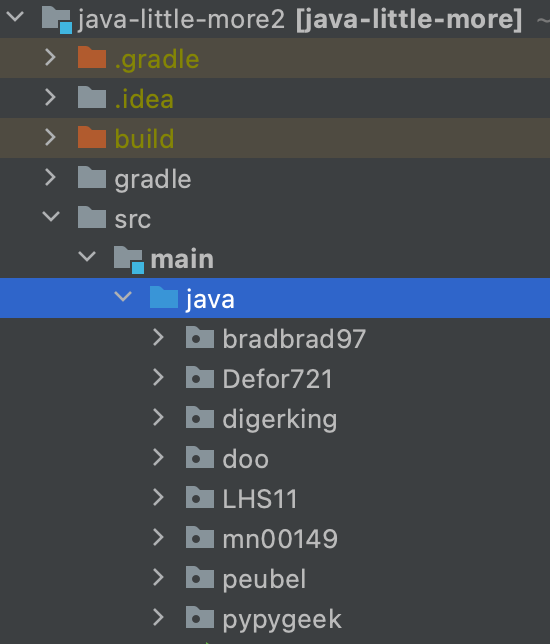 java-little-more2 [java-little-more] ~
.gradle
.idea
build
gradle
src
main
java
bradbrad97
Defor721
digerking
doo
LHS11
mn00149
peubel
pypygeek